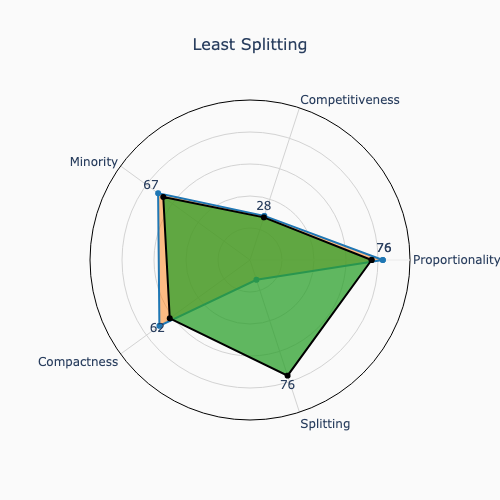 Least Splitting
Competitiveness
Minority
67
28
76
Proportionality
62
Compactness
76
Splitting